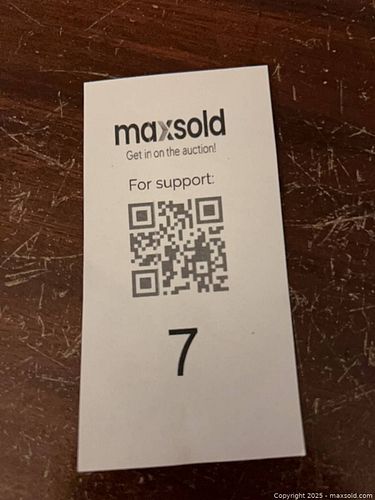 maxsold
Get in on the auction!
For support:
7
Copyright 2025 - maxsold.com